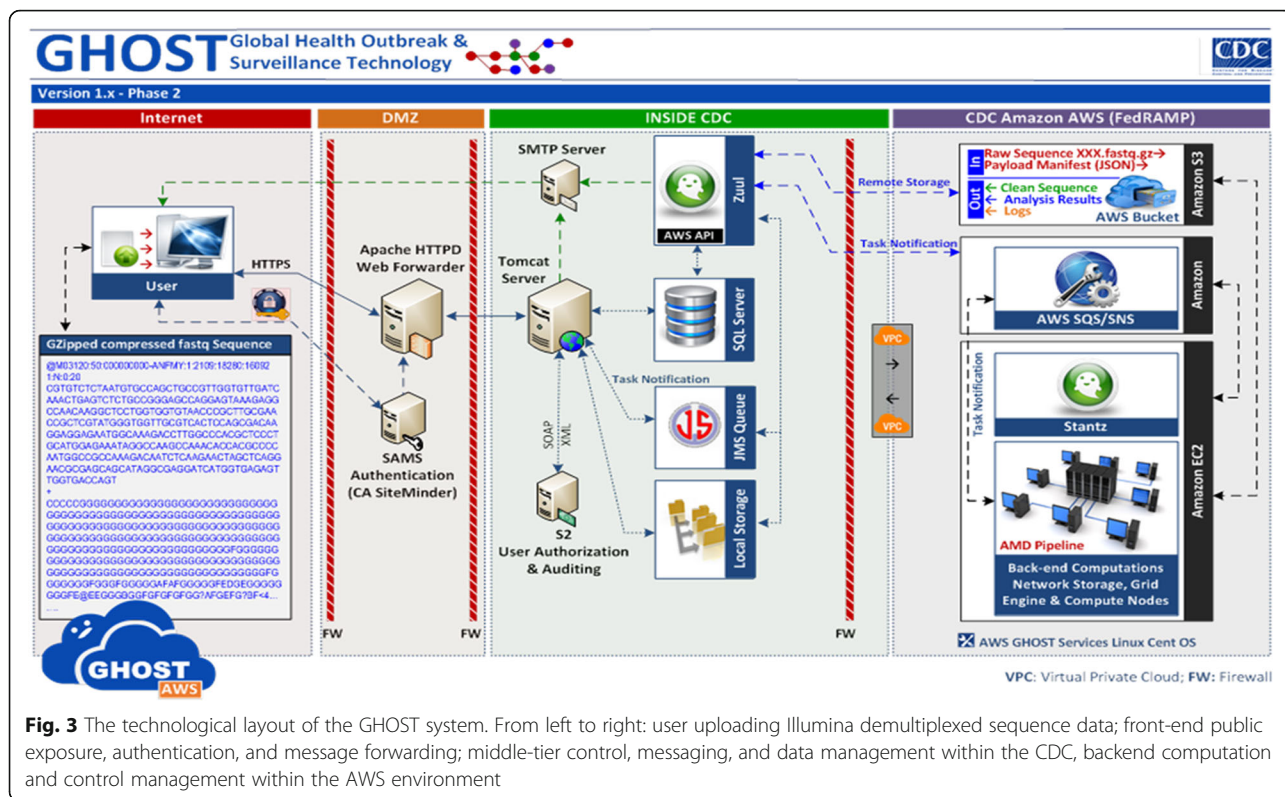 GHOST Global Health Outbreak &
Surveillance Technology
CDC
Version 1.x - Phase 2
Internet
DMZ
INSIDE CDC
CDC Amazon AWS (FedRAMP)
User
HTTPS
GZipped compressed fastq Sequence
@M03120:50:000000000-ANFMY:1:2109:18280:16092
1:N:0:20
CGTGTCTCTAATGTGCCAGCTGCCGTTGGTGTTGATC
AAACTGAGTCTCTGCCGGGAGCCAGGAGTAAAGAGG
CCAACAAGGCTCCTGGTGGTGTAACCCGCTTGCGAA
CCGCTCGTATGGGTGGTTGCGTCACTCCAGCGACAA
GGAGGAGAATGGCAAAGACCTTGGCCCACGCTCCCT
GCATGGAGAAATAGGCCAAGCCAAACACCACGCCCC
AATGGCCGCCAAAGACAATCTCAAGAACTAGCTCAGG
AACGCGAGCAGCATAGGCGAGGATCATGGTGAGAGT
TGGTGACCAGT
+
GHOST
AWS
FW
Apache HTTPD
Web Forwarder
SAMS
Authentication
(CA SiteMinder)
FW
SMTP Server
Tomcat
Server
SOAP
XML
S2
User Authorization
& Auditing
Zuul
AWS API
SQL Server
Task Notification
JMS Queue
JS
Local Storage
FW
Remote Storage
Task Notification
VPC
VPC
In
Raw Sequence XXX.fastq.gz→
Payload Manifest (JSON)→
Out
← Clean Sequence
← Analysis Results
← Logs
AWS Bucket
Amazon S3
AWS SQS/SNS
Amazon
Task Notification
Stantz
AMD Pipeline
Back-end Computations
Network Storage, Grid
Engine & Compute Nodes
Amazon EC2
AWS GHOST Services Linux Cent OS
VPC: Virtual Private Cloud; FW: Firewall
Fig. 3 The technological layout of the GHOST system. From left to right: user uploading Illumina demultiplexed sequence data; front-end public
exposure, authentication, and message forwarding; middle-tier control, messaging, and data management within the CDC, backend computation
and control management within the AWS environment